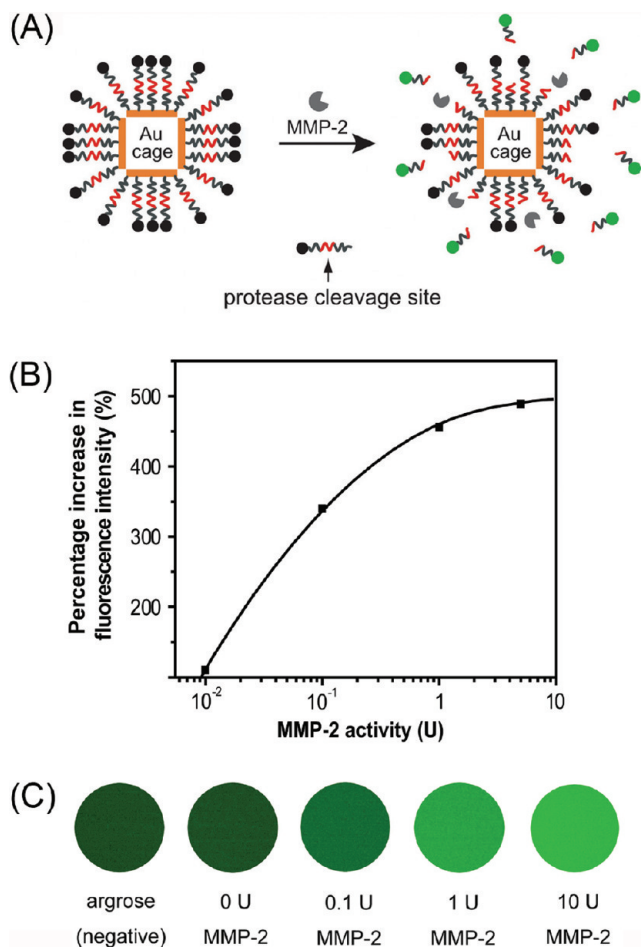 (A)
Au
cage
MMP-2
Au
cage
protease cleavage site
(B)
Percentage increase in
fluorescence intensity (%)
500
400
300
200
10⁻²
10⁻¹
1
10
MMP-2 activity (U)
(C)
argrose
(negative)
0 U
MMP-2
0.1 U
MMP-2
1 U
MMP-2
10 U
MMP-2